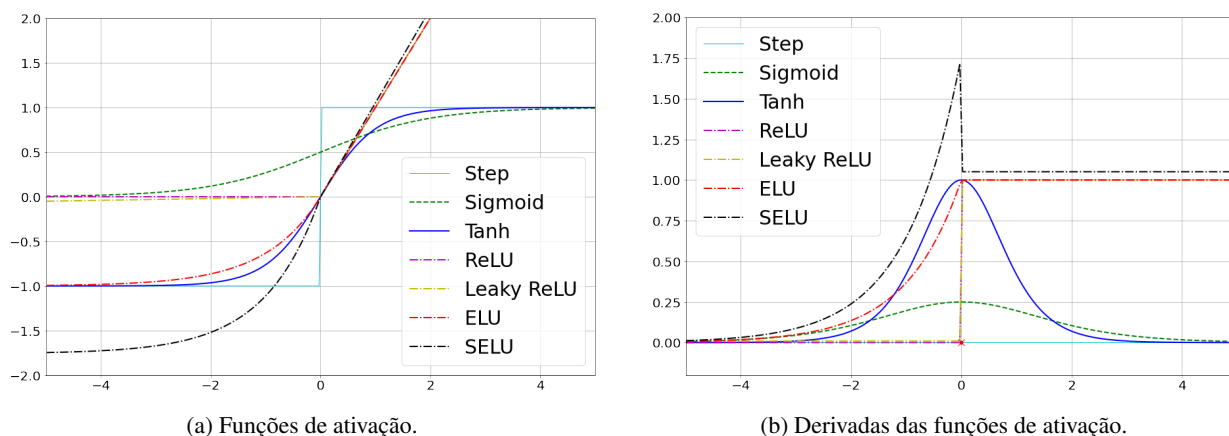 2.0
1.5
1.0
0.5
0.0
−0.5
−1.0
−1.5
−2.0
−4
−2
0
2
4
Step
Sigmoid
Tanh
ReLU
Leaky ReLU
ELU
SELU
(a) Funções de ativação.
2.00
1.75
1.50
1.25
1.00
0.75
0.50
0.25
0.00
−4
−2
0
2
4
Step
Sigmoid
Tanh
ReLU
Leaky ReLU
ELU
SELU
(b) Derivadas das funções de ativação.